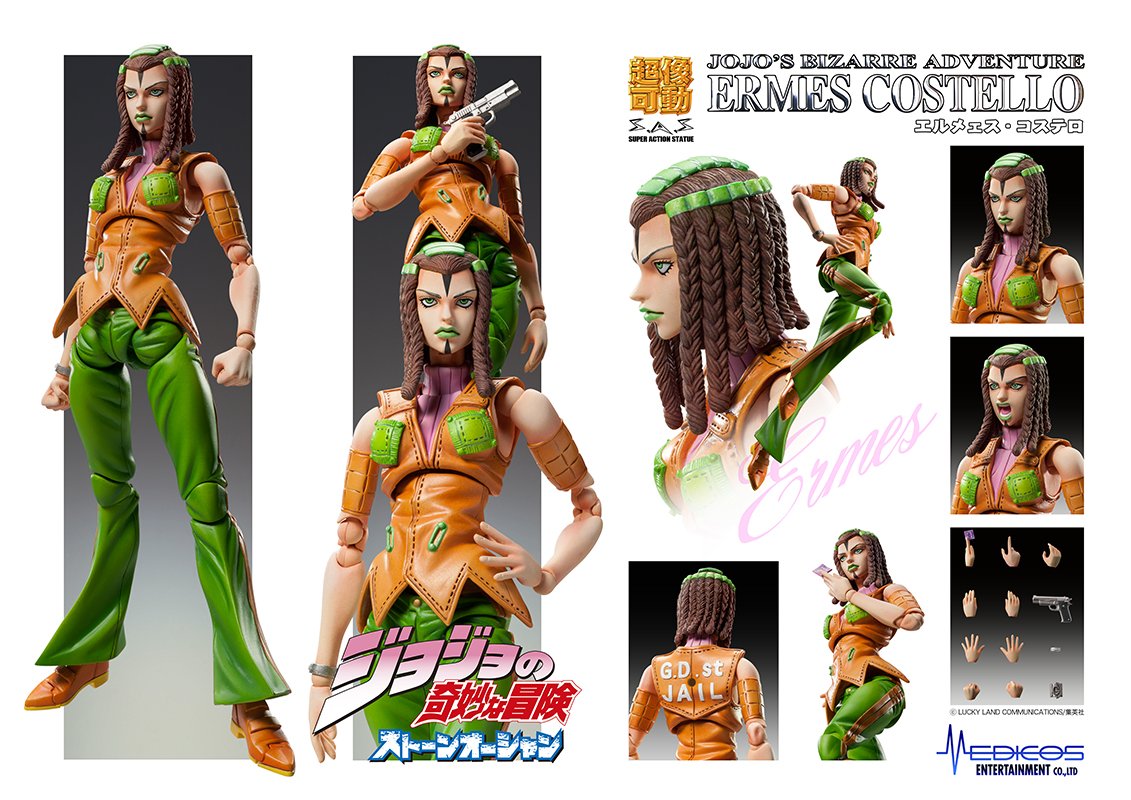 超像
可動
S.A.S
SUPER ACTION STATUE
JOJO'S BIZARRE ADVENTURE
ERMES COSTELLO
エルメェス・コステロ
Ermes
G.D.st
JAIL
ジョジョの
奇妙な冒険
ストーンオーシャン
© LUCKY LAND COMMUNICATIONS/集英社
MEDICOS
ENTERTAINMENT CO.,LTD